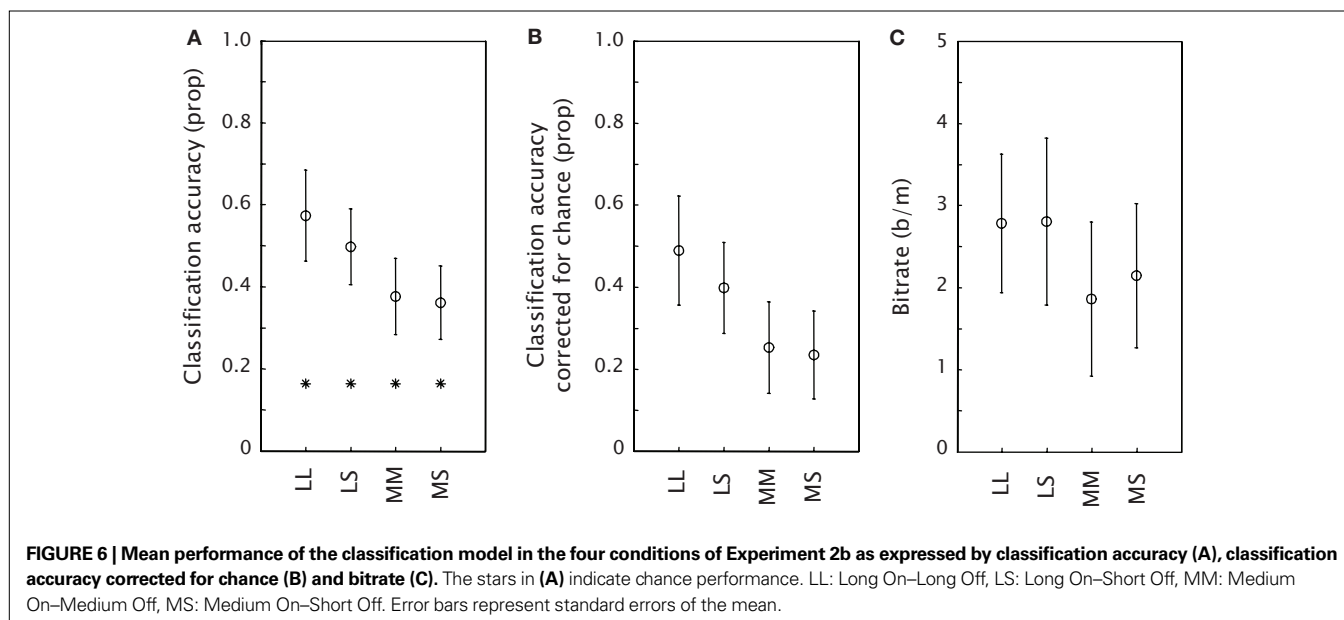 A
Classification accuracy (prop)
1.0
0.8
0.6
0.4
0.2
0
LL
LS
MM
MS
B
Classification accuracy
corrected for chance (prop)
1.0
0.8
0.6
0.4
0.2
0
LL
LS
MM
MS
C
Bitrate (b/m)
5
4
3
2
1
0
LL
LS
MM
MS
FIGURE 6 | Mean performance of the classification model in the four conditions of Experiment 2b as expressed by classification accuracy (A), classification
accuracy corrected for chance (B) and bitrate (C). The stars in (A) indicate chance performance. LL: Long On–Long Off, LS: Long On–Short Off, MM: Medium
On–Medium Off, MS: Medium On–Short Off. Error bars represent standard errors of the mean.